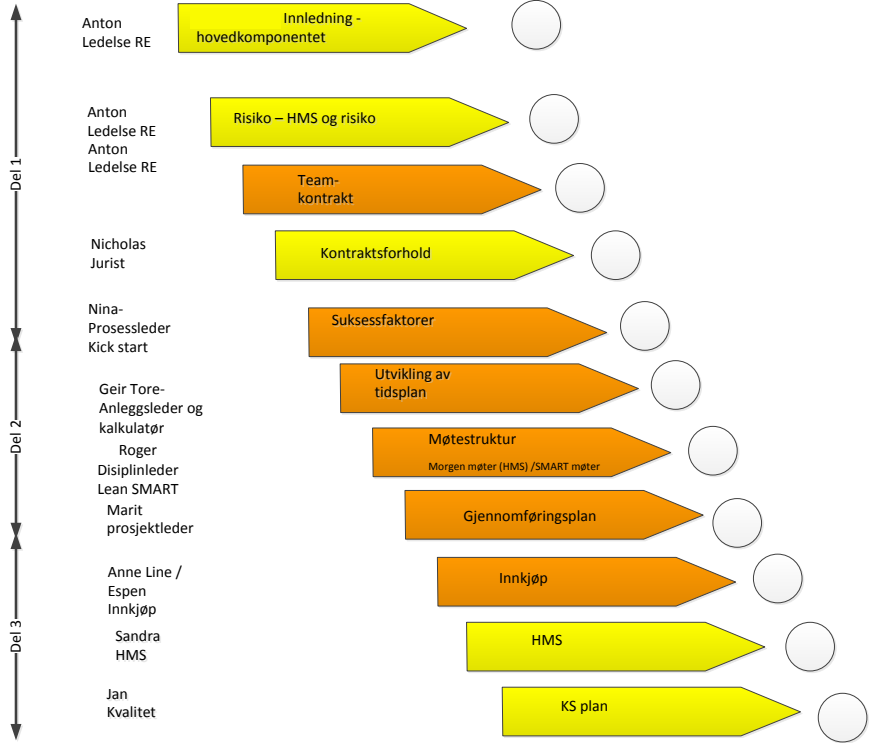 Anton
Ledelse RE
Innledning -
hovedkomponentet
Anton
Ledelse RE
Risiko – HMS og risiko
Anton
Ledelse RE
Team-
kontrakt
Del 1
Nicholas
Jurist
Kontraktsforhold
Nina-
Prosessleder
Kick start
Suksessfaktorer
Utvikling av
tidsplan
Geir Tore-
Anleggsleder og
kalkulatør
Del 2
Roger
Disiplinleder
Lean SMART
Møtestruktur
Morgen møter (HMS) /SMART møter
Marit
prosjektleder
Gjennomføringsplan
Anne Line /
Espen
Innkjøp
Innkjøp
Del 3
Sandra
HMS
HMS
Jan
Kvalitet
KS plan